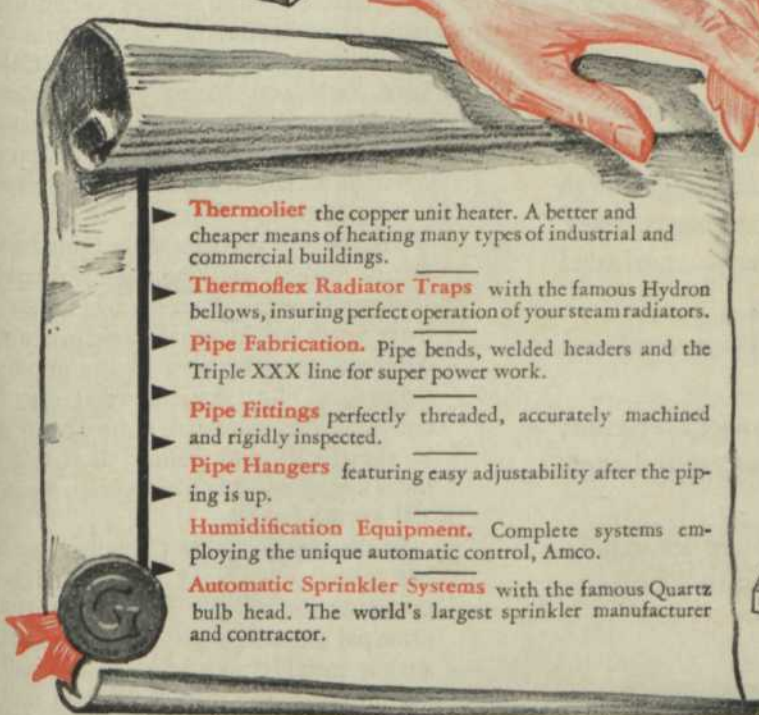 Thermolier the copper unit heater. A better and
cheaper means of heating many types of industrial and
commercial buildings.
Thermoflex Radiator Traps with the famous Hydron
bellows, insuring perfect operation of your steam radiators.
Pipe Fabrication. Pipe bends, welded headers and the
Triple XXX line for super power work.
Pipe Fittings perfectly threaded, accurately machined
and rigidly inspected.
Pipe Hangers featuring easy adjustability after the pip-
ing is up.
Humidification Equipment. Complete systems em-
ploying the unique automatic control, Amco.
Automatic Sprinkler Systems with the famous Quartz
bulb head. The world's largest sprinkler manufacturer
and contractor.
G